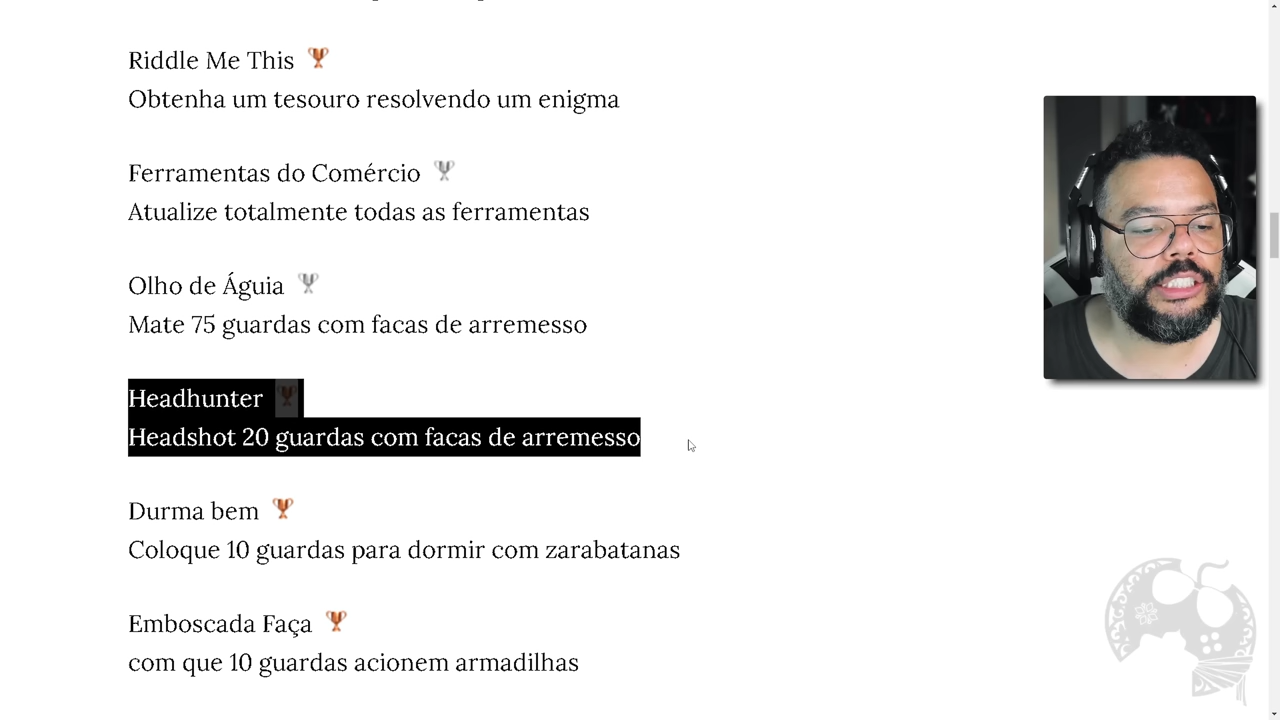 Riddle Me This
Obtenha um tesouro resolvendo um enigma
Ferramentas do Comércio
Atualize totalmente todas as ferramentas
Olho de Águia
Mate 75 guardas com facas de arremesso
Headhunter
Headshot 20 guardas com facas de arremesso
Durma bem
Coloque 10 guardas para dormir com zarabatanas
Emboscada Faça
com que 10 guardas acionem armadilhas